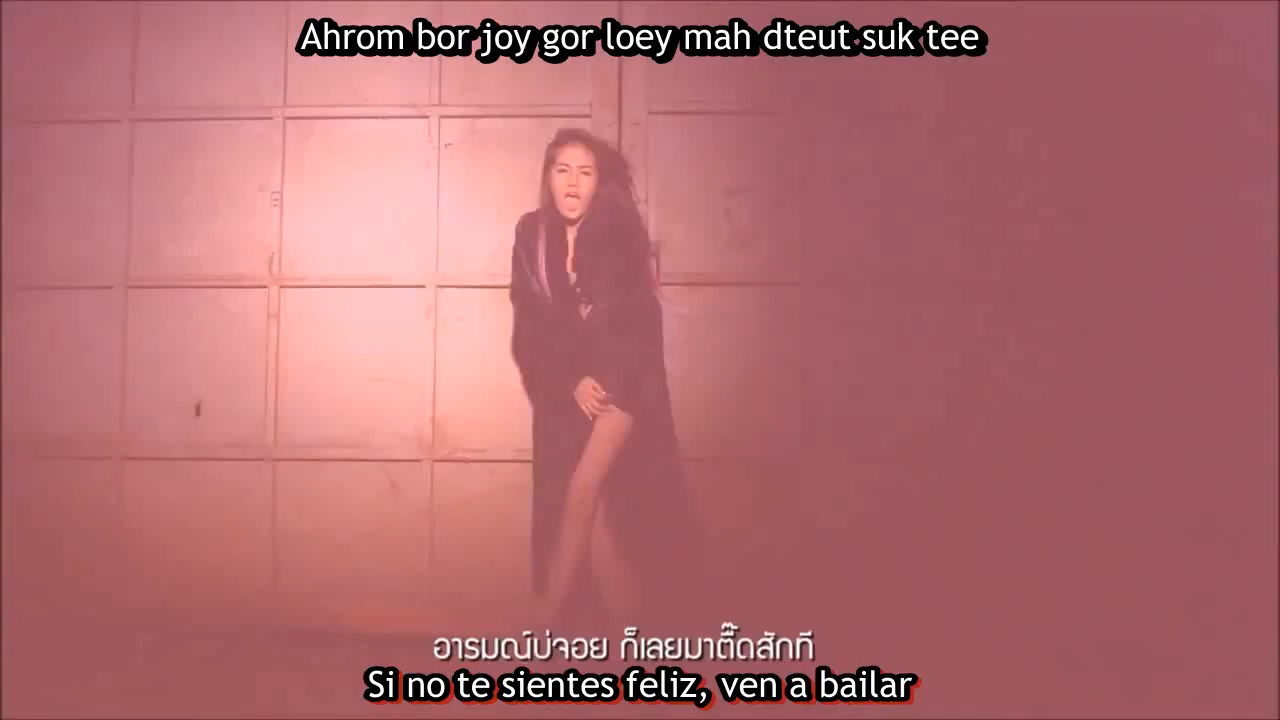 Ahrom bor joy gor loey mah dteut suk tee
อารมณ์บ่จอย ก็เลยมาตื๊ดสักที
Si no te sientes feliz, ven a bailar